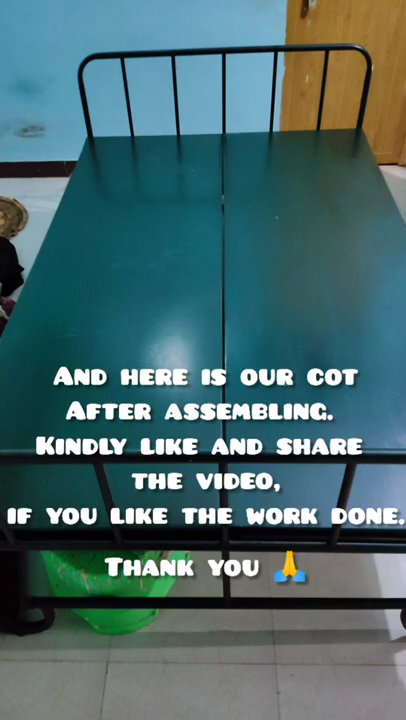 And here is our cot
After assembling.
Kindly like and share
the video,
if you like the work done.
Thank you 🙏